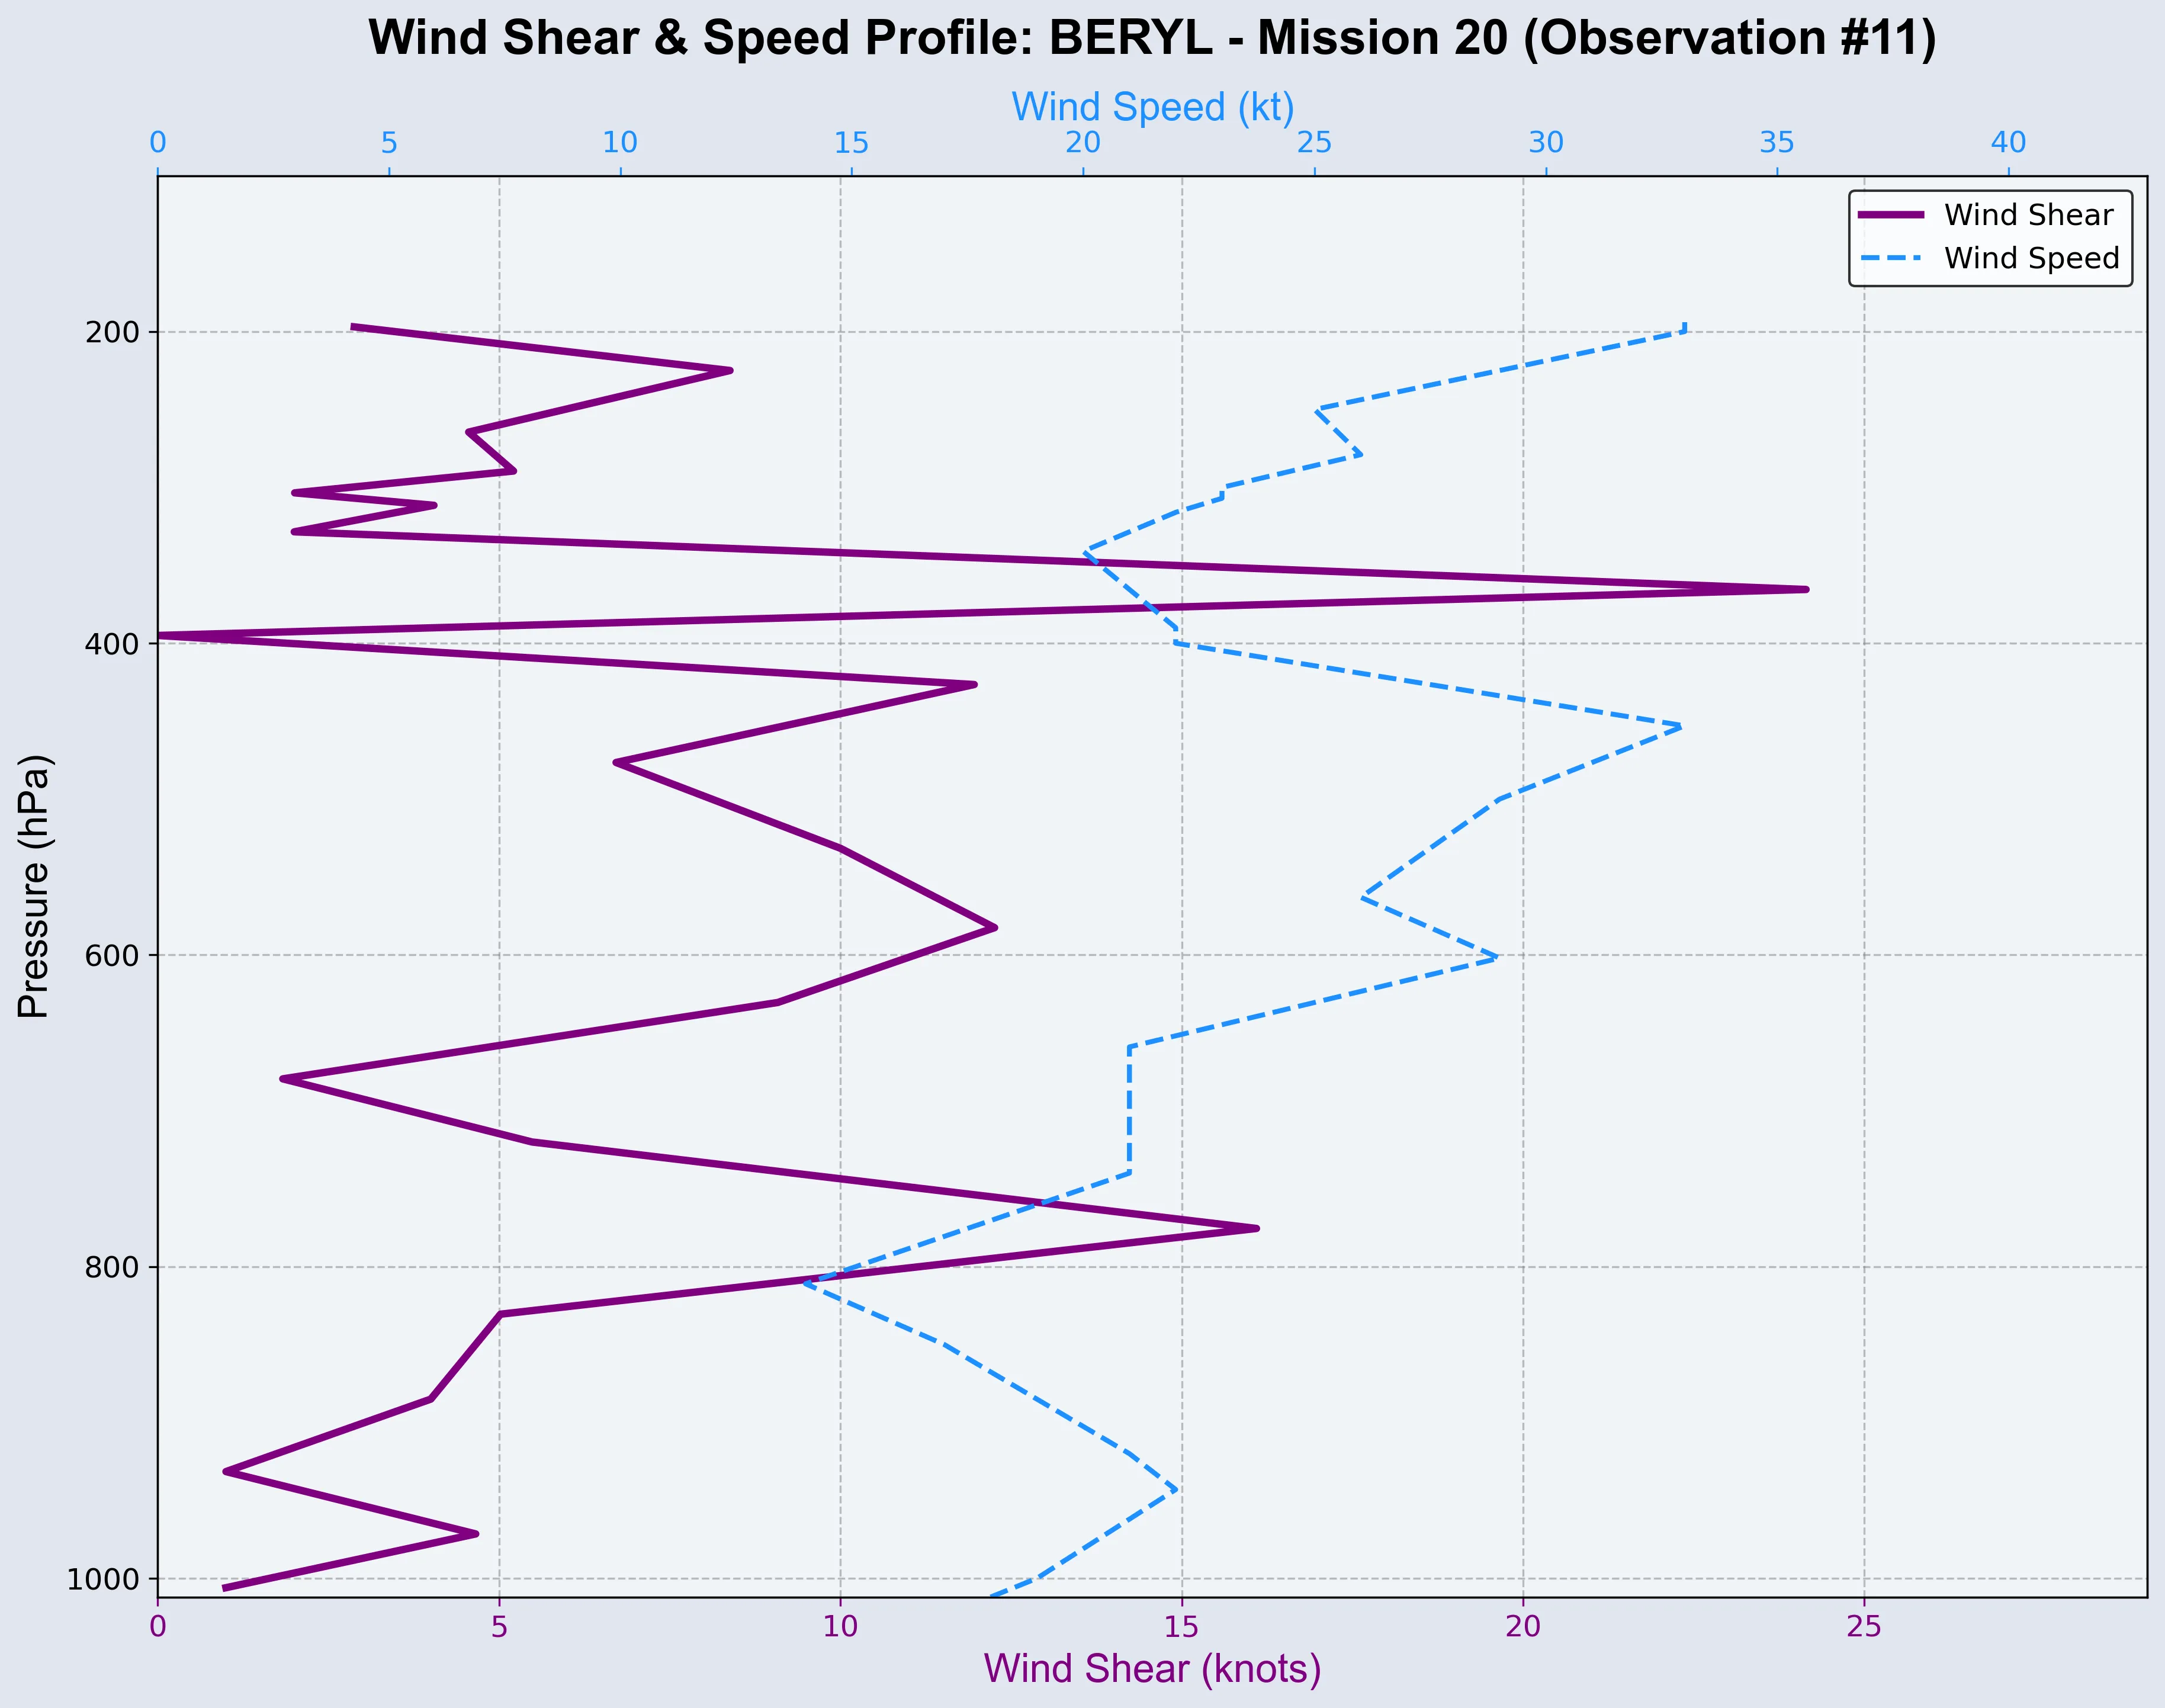 Wind Shear & Speed Profile: BERYL - Mission 20 (Observation #11)
Wind Speed (kt)
0 5 10 15 20 25 30 35 40
Wind Shear
Wind Speed
200
400
600
800
1000
Pressure (hPa)
0 5 10 15 20 25
Wind Shear (knots)